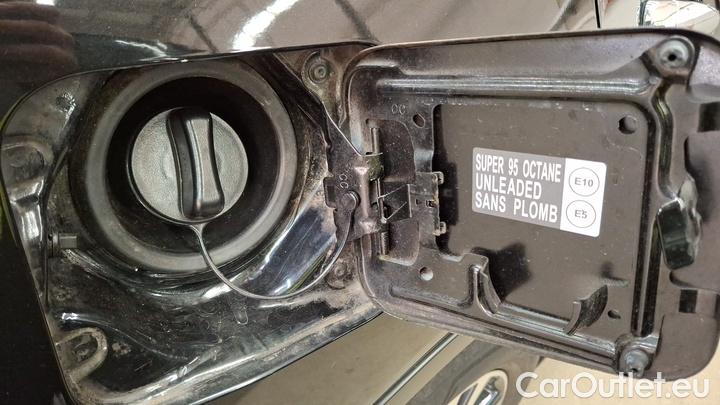 SUPER 95 OCTANE
UNLEADED
SANS PLOMB
E10
E5
CarOutlet.eu